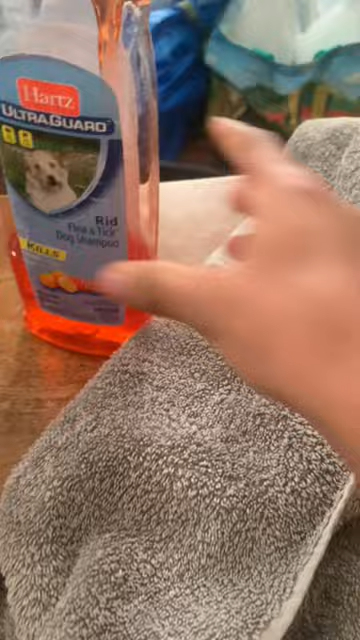 Hartz
ULTRAGUARD
Rid
Flea & Tick
Dog Shampoo
KILLS